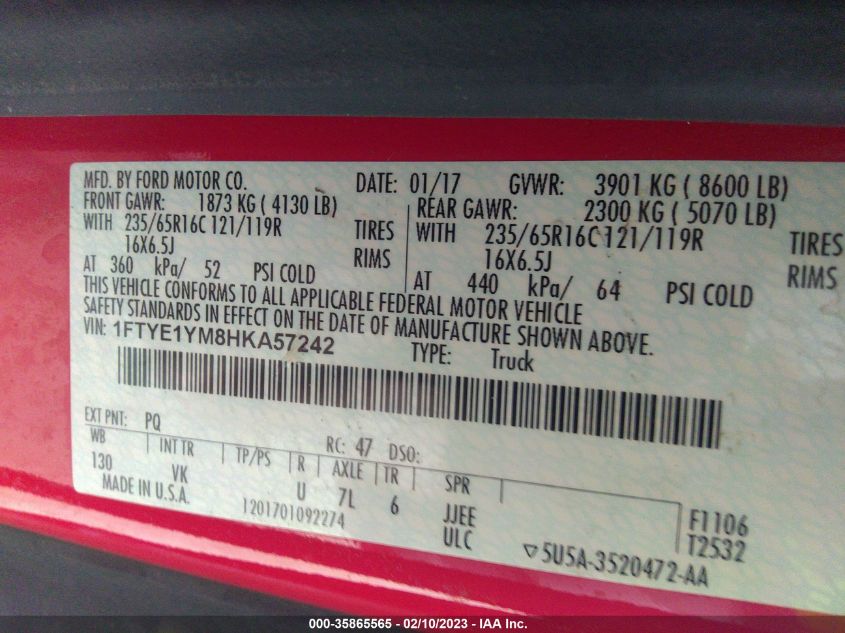 MFD. BY FORD MOTOR CO. DATE: 01/17 GVWR: 3901 KG ( 8600 LB)
FRONT GAWR: 1873 KG ( 4130 LB) REAR GAWR: 2300 KG ( 5070 LB)
WITH 235/65R16C 121/119R TIRES WITH 235/65R16C 121/119R TIRES
16X6.5J RIMS 16X6.5J RIMS
AT 360 kPa/ 52 PSI COLD AT 440 kPa/ 64 PSI COLD
THIS VEHICLE CONFORMS TO ALL APPLICABLE FEDERAL MOTOR VEHICLE
SAFETY STANDARDS IN EFFECT ON THE DATE OF MANUFACTURE SHOWN ABOVE.
VIN: 1FTYE1YM8HKA57242 TYPE: Truck
EXT PNT: PQ RC: 47 DSO:
WB INT TR TP/PS R AXLE TR SPR
130 VK U 7L 6 JJEE F1106
MADE IN U.S.A. 1201701092274 ULC T2532
▽5U5A-3520472-AA
000-35865565 - 02/10/2023 - IAA Inc.